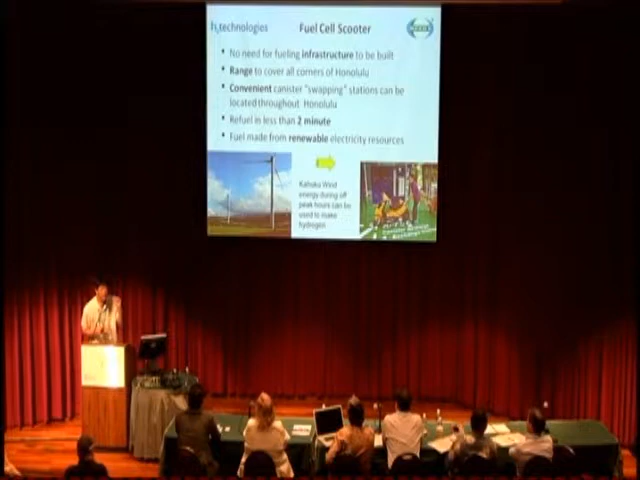 h2technologies
Fuel Cell Scooter
• No need for fueling infrastructure to be built
• Range to cover all corners of Honolulu
• Convenient canister "swapping" stations can be
located throughout Honolulu
• Refuel in less than 2 minute
• Fuel made from renewable electricity resources
Kahuku Wind
energy during off
peak hours can be
used to make
hydrogen